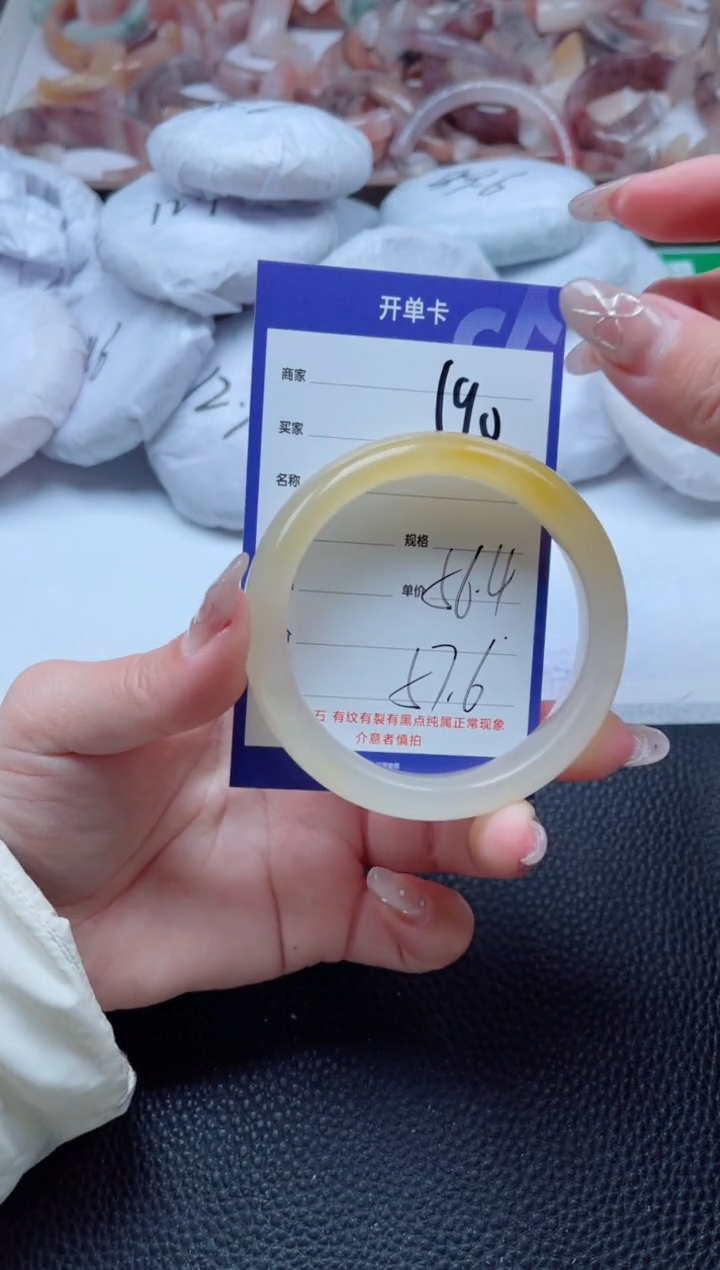 开单卡
商家
190
买家
名称
规格
单价 56.4
57.6
石 有纹有裂有黑点纯属正常现象
介意者慎拍